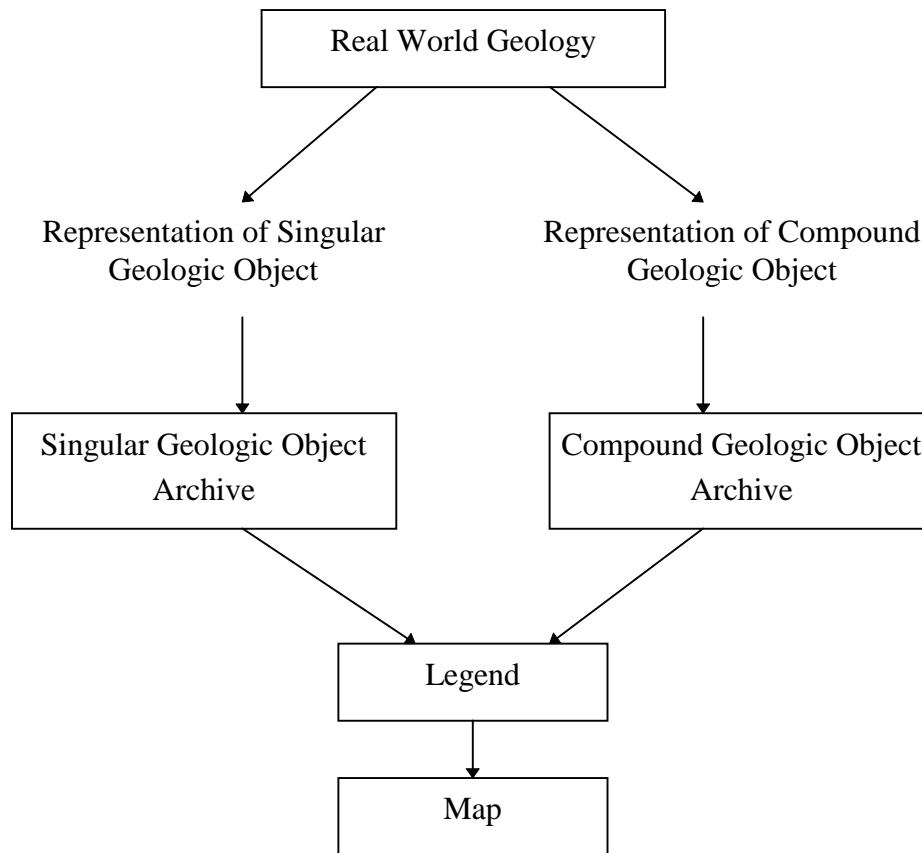 Real World Geology
Representation of Singular
Geologic Object
Representation of Compound
Geologic Object
Singular Geologic Object
Archive
Compound Geologic Object
Archive
Legend
Map